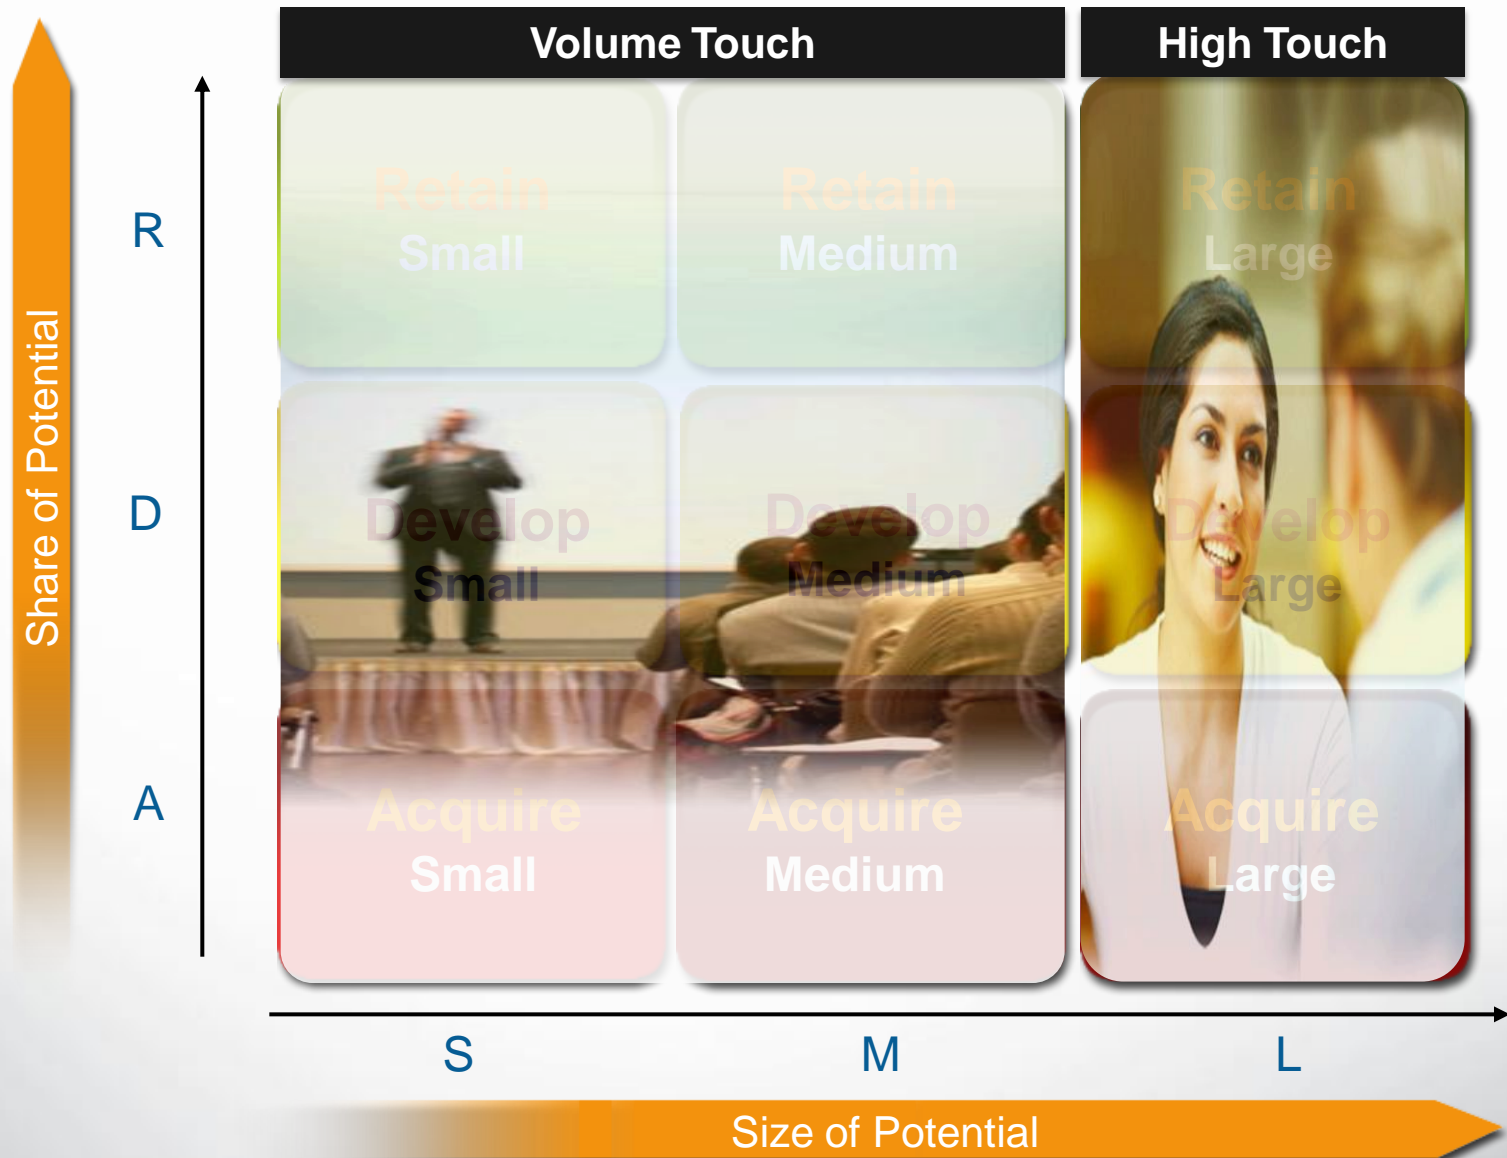 Volume Touch
High Touch
Share of Potential
R
Retain
Small
Retain
Medium
Retain
Large
D
Develop
Small
Develop
Medium
Develop
Large
A
Acquire
Small
Acquire
Medium
Acquire
Large
S
M
L
Size of Potential